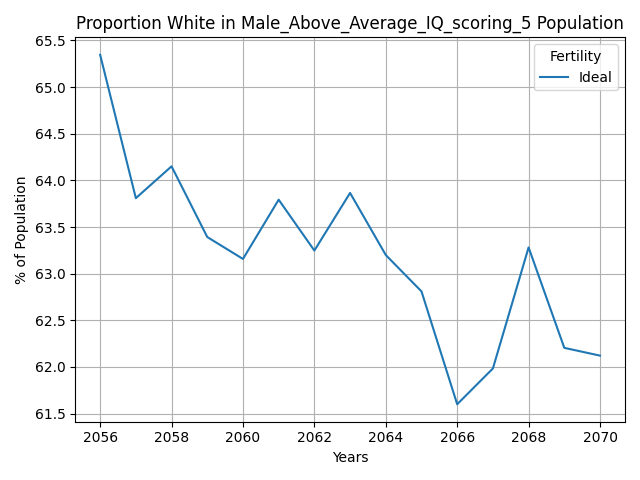 Proportion White in Male_Above_Average_IQ_scoring_5 Population
Fertility
Ideal
65.5
65.0
64.5
64.0
63.5
63.0
62.5
62.0
61.5
% of Population
2056 2058 2060 2062 2064 2066 2068 2070
Years